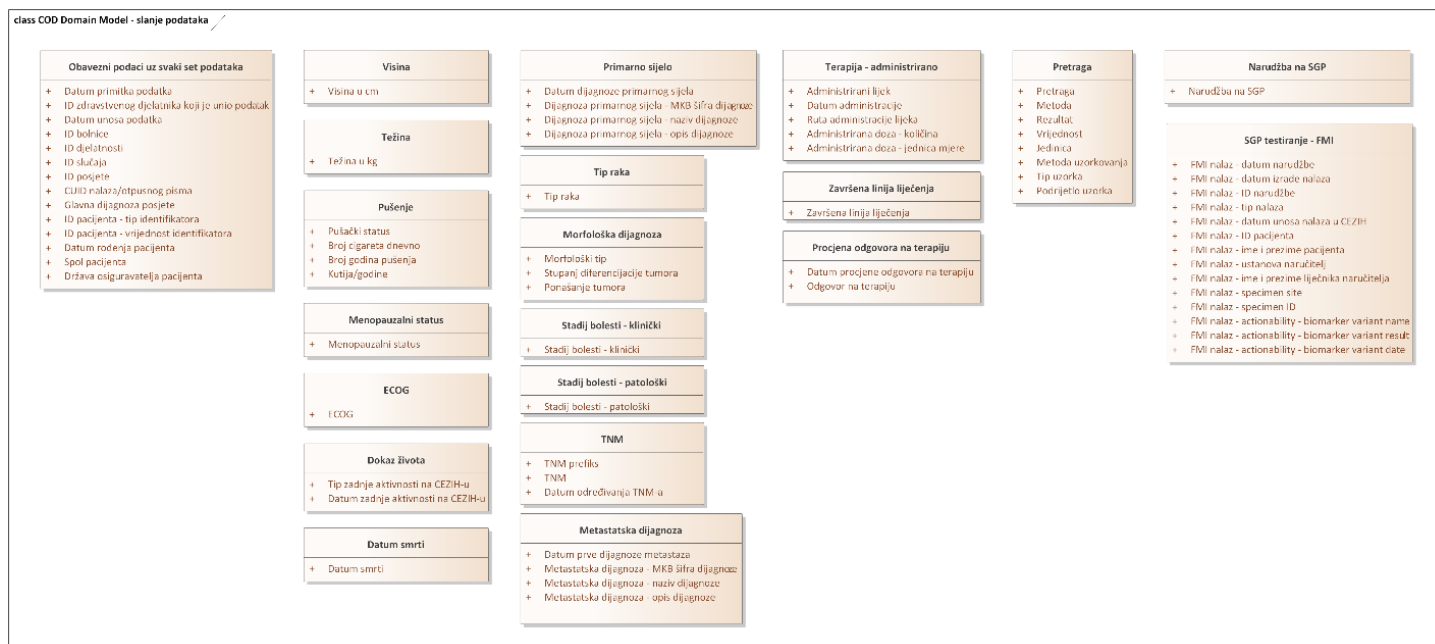 class COD Domain Model - slanje podataka
Obavezni podaci uz svaki set podataka
+ Datum primitka podatka
+ ID zdravstvenog djelatnika koji je unio podatak
+ Datum unosa podatka
+ ID bolnice
+ ID djelatnosti
+ ID slučaja
+ ID posjete
+ CUID nalaza/otpusnog pisma
+ Glavna dijagnoza posjete
+ ID pacijenta - tip identifikatora
+ ID pacijenta - vrijednost identifikatora
+ Datum rođenja pacijenta
+ Spol pacijenta
+ Država osiguravatelja pacijenta
Visina
+ Visina u cm
Težina
+ Težina u kg
Pušenje
+ Pušački status
+ Broj cigareta dnevno
+ Broj godina pušenja
+ Kutija/godine
Menopauzalni status
+ Menopauzalni status
ECOG
+ ECOG
Dokaz života
+ Tip zadnje aktivnosti na CEZIH-u
+ Datum zadnje aktivnosti na CEZIH-u
Datum smrti
+ Datum smrti
Primarno sijelo
+ Datum dijagnoze primarnog sijela
+ Dijagnoza primarnog sijela - MKB šifra dijagnoze
+ Dijagnoza primarnog sijela - naziv dijagnoze
+ Dijagnoza primarnog sijela - opis dijagnoze
Tip raka
+ Tip raka
Morfološka dijagnoza
+ Morfološki tip
+ Stupanj diferencijacije tumora
+ Ponašanje tumora
Stadij bolesti - klinički
+ Stadij bolesti - klinički
Stadij bolesti - patološki
+ Stadij bolesti - patološki
TNM
+ TNM prefiks
+ TNM
+ Datum određivanja TNM-a
Metastatska dijagnoza
+ Datum prve dijagnoze metastaza
+ Metastatska dijagnoza - MKB šifra dijagnoze
+ Metastatska dijagnoza - naziv dijagnoze
+ Metastatska dijagnoza - opis dijagnoze
Terapija - administrirano
+ Administrirani lijek
+ Datum administracije
+ Ruta administracije lijeka
+ Administrirana doza - količina
+ Administrirana doza - jednica mjere
Završena linija liječenja
+ Završena linija liječenja
Procjena odgovora na terapiju
+ Datum procjene odgovora na terapiju
+ Odgovor na terapiju
Pretraga
+ Pretraga
+ Metoda
+ Rezultat
+ Vrijednost
+ Jedinica
+ Metoda uzorkovanja
+ Tip uzorka
+ Podrijetlo uzorka
Narudžba na SGP
+ Narudžba na SGP
SGP testiranje - FMI
+ FMI nalaz - datum narudžbe
+ FMI nalaz - datum izrade nalaza
+ FMI nalaz - ID narudžbe
+ FMI nalaz - tip nalaza
+ FMI nalaz - datum unosa nalaza u CEZIH
+ FMI nalaz - ID pacijenta
+ FMI nalaz - ime i prezime pacijenta
+ FMI nalaz - ustanova naručitelj
+ FMI nalaz - ime i prezime liječnika naručitelja
+ FMI nalaz - specimen site
+ FMI nalaz - specimen ID
+ FMI nalaz - actionability - biomarker variant name
+ FMI nalaz - actionability - biomarker variant result
+ FMI nalaz - actionability - biomarker variant date